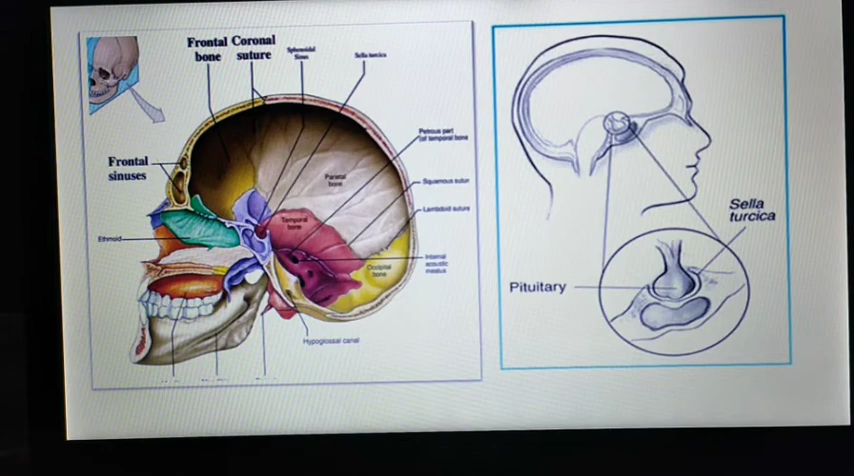 Frontal
bone
Coronal
suture
Sphenoidal
Sinus
Sella turcica
Petrous part
of temporal bone
Parietal
bone
Squamous sutur
Lambdoid suture
Frontal
sinuses
Temporal
bone
Ethmoid
Internal
acoustic
meatus
Occipital
bone
Hypoglossal canal
Sella
turcica
Pituitary